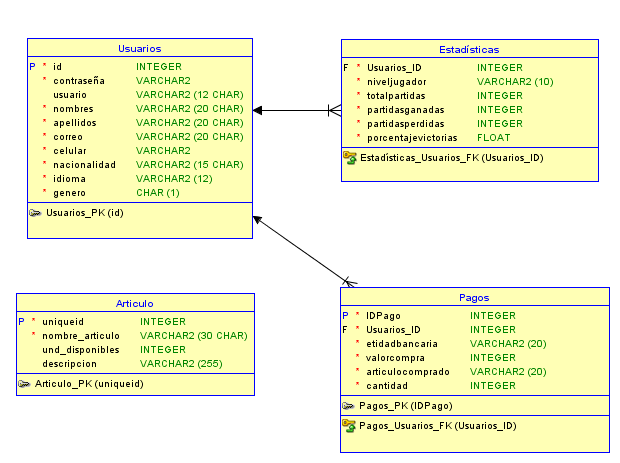 Usuarios
P * id INTEGER
* contraseña VARCHAR2
usuario VARCHAR2 (12 CHAR)
* nombres VARCHAR2 (20 CHAR)
* apellidos VARCHAR2 (20 CHAR)
* correo VARCHAR2 (20 CHAR)
* celular VARCHAR2
* nacionalidad VARCHAR2 (15 CHAR)
* idioma VARCHAR2 (12)
* genero CHAR (1)
Usuarios_PK (id)
Estadísticas
F * Usuarios_ID INTEGER
* niveljugador VARCHAR2 (10)
* totalpartidas INTEGER
* partidasganadas INTEGER
* partidasperdidas INTEGER
* porcentajevictorias FLOAT
Estadísticas_Usuarios_FK (Usuarios_ID)
Articulo
P * uniqueid INTEGER
* nombre_articulo VARCHAR2 (30 CHAR)
und_disponibles INTEGER
descripcion VARCHAR2 (255)
Articulo_PK (uniqueid)
Pagos
P * IDPago INTEGER
F * Usuarios_ID INTEGER
* etidadbancaria VARCHAR2 (20)
* valorcompra INTEGER
* articulocomprado VARCHAR2 (20)
* cantidad INTEGER
Pagos_PK (IDPago)
Pagos_Usuarios_FK (Usuarios_ID)